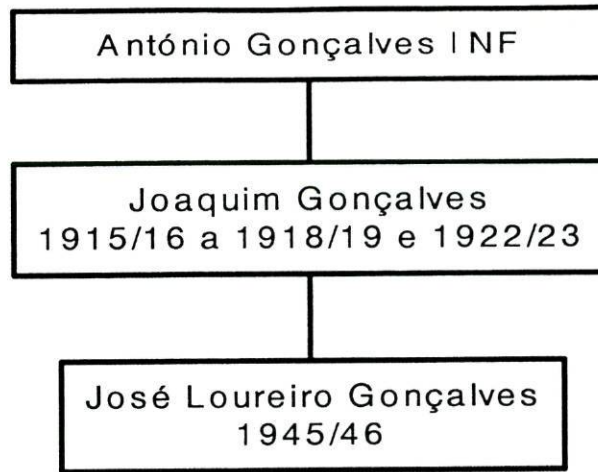 António Gonçalves I NF
Joaquim Gonçalves
1915/16 a 1918/19 e 1922/23
José Loureiro Gonçalves
1945/46